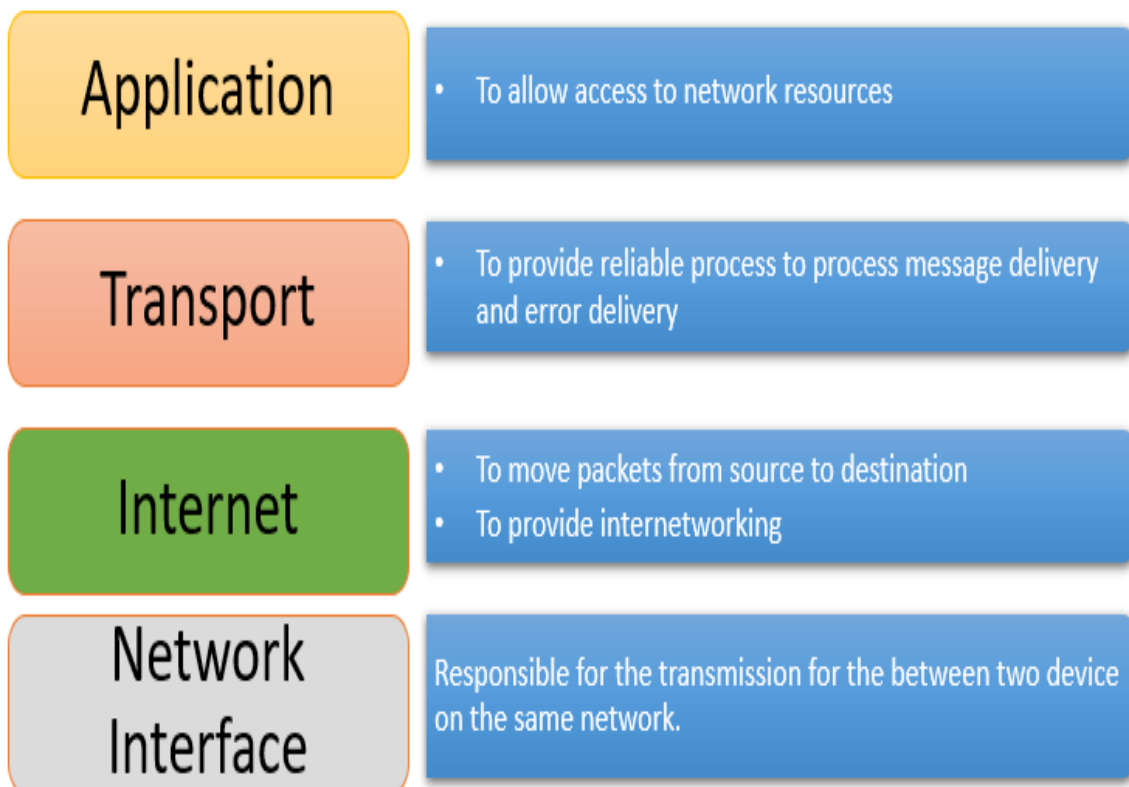 Application
• To allow access to network resources
Transport
• To provide reliable process to process message delivery
and error delivery
Internet
• To move packets from source to destination
• To provide internetworking
Network
Interface
Responsible for the transmission for the between two device
on the same network.